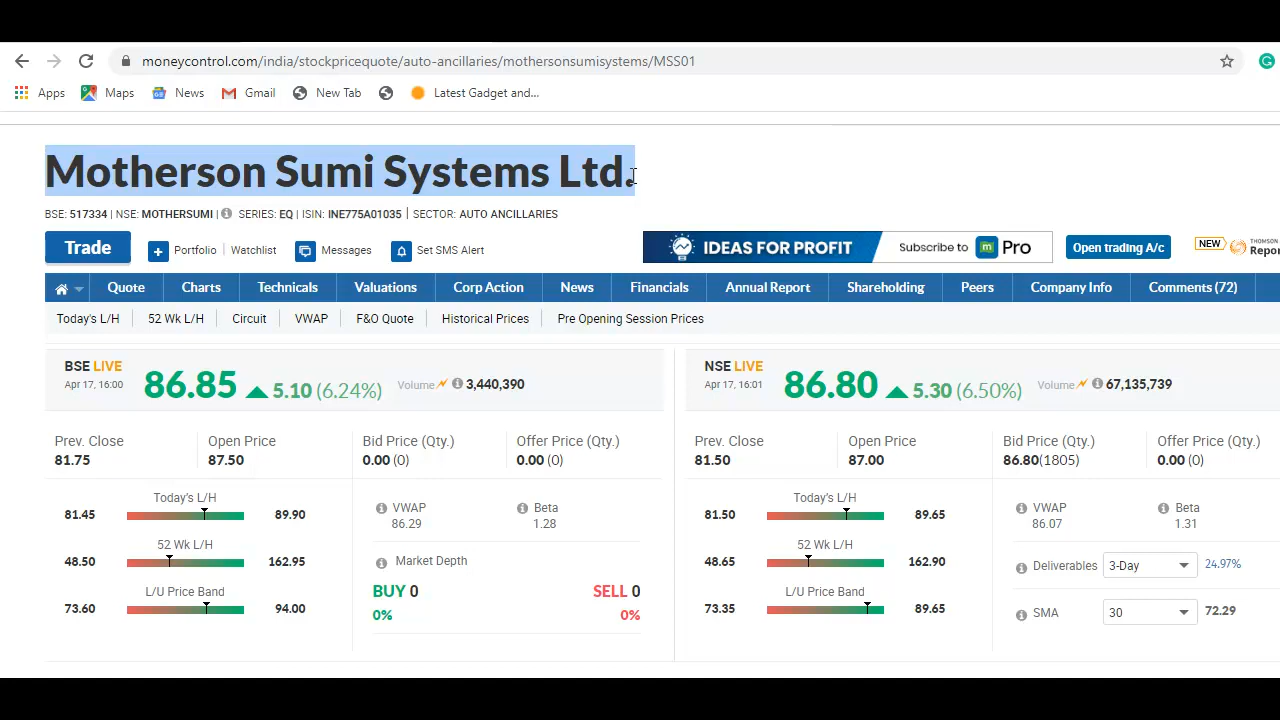 moneycontrol.com/india/stockpricequote/auto-ancillaries/mothersonsumisystems/MSS01
Apps Maps News Gmail New Tab Latest Gadget and...
Motherson Sumi Systems Ltd.
BSE: 517334 | NSE: MOTHERSUMI | SERIES: EQ | ISIN: INE775A01035 | SECTOR: AUTO ANCILLARIES
Trade + Portfolio | Watchlist Messages Set SMS Alert IDEAS FOR PROFIT Subscribe to m Pro Open trading A/c NEW THOMSON
Repor
Quote Charts Technicals Valuations Corp Action News Financials Annual Report Shareholding Peers Company Info Comments (72)
Today's L/H 52 Wk L/H Circuit VWAP F&O Quote Historical Prices Pre Opening Session Prices
BSE LIVE
Apr 17, 16:00
86.85 5.10 (6.24%) Volume 3,440,390
NSE LIVE
Apr 17, 16:01
86.80 5.30 (6.50%) Volume 67,135,739
Prev. Close Open Price Bid Price (Qty.) Offer Price (Qty.)
81.75 87.50 0.00 (0) 0.00 (0)
Today's L/H
81.45 89.90
52 Wk L/H
48.50 162.95
L/U Price Band
73.60 94.00
VWAP Beta
86.29 1.28
Market Depth
BUY 0 SELL 0
0% 0%
Prev. Close Open Price Bid Price (Qty.) Offer Price (Qty.)
81.50 87.00 86.80(1805) 0.00 (0)
Today's L/H
81.50 89.65
52 Wk L/H
48.65 162.90
L/U Price Band
73.35 89.65
VWAP Beta
86.07 1.31
Deliverables 3-Day 24.97%
SMA 30 72.29